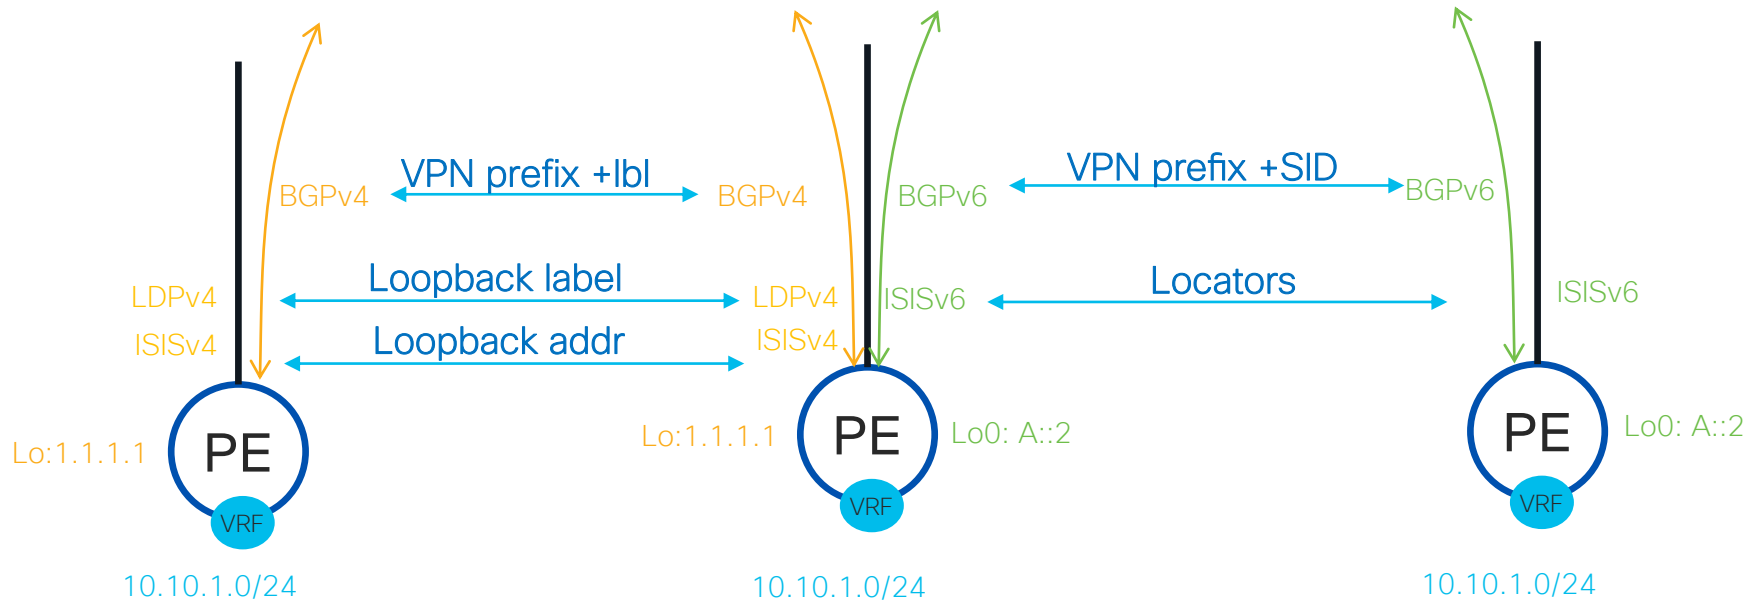 VPN prefix +lbl
VPN prefix +SID
BGPv4
BGPv4
BGPv6
BGPv6
Loopback label
Locators
LDPv4
LDPv4
ISISv6
ISISv6
ISISv4
Loopback addr
ISISv4
Lo:1.1.1.1
PE
Lo:1.1.1.1
PE
Lo0: A::2
PE
Lo0: A::2
VRF
VRF
VRF
10.10.1.0/24
10.10.1.0/24
10.10.1.0/24